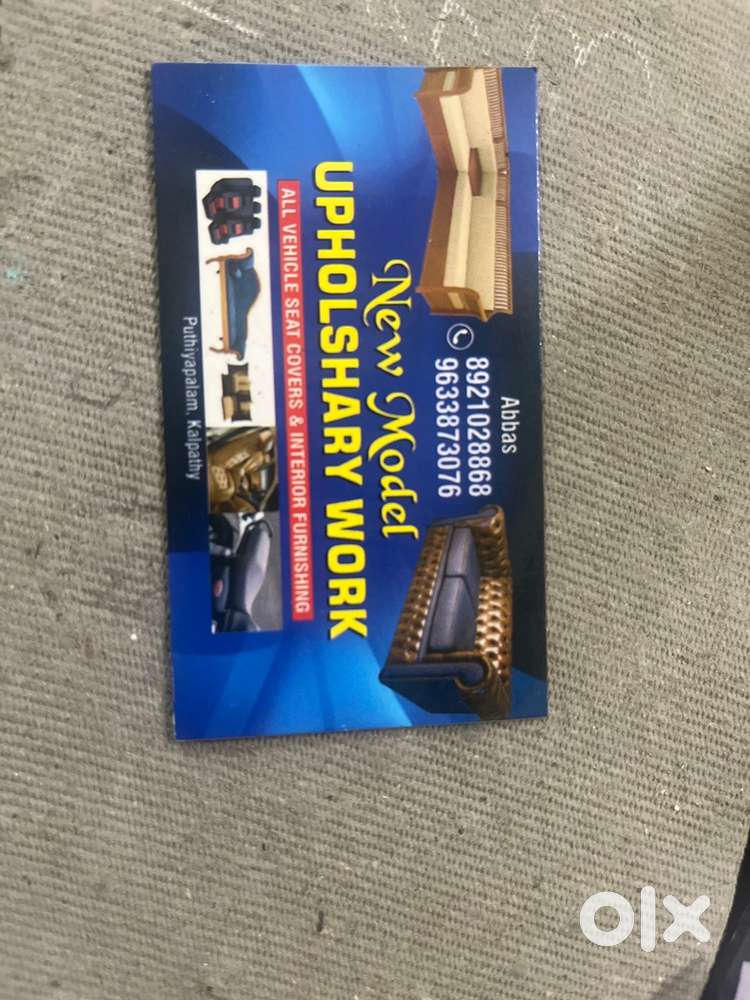 Abbas
8921028868
9633873076
New Model
UPHOLSHARY WORK
ALL VEHICLE SEAT COVERS & INTERIOR FURNISHING
Puthiyapalam, Kalpathy
olx